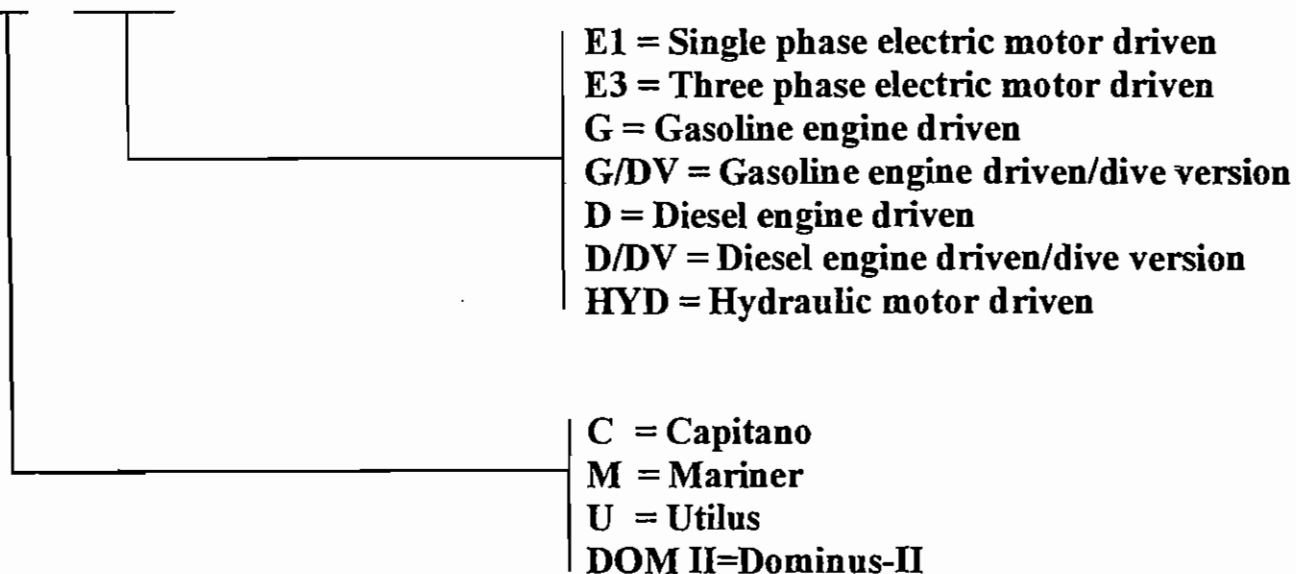 E1 = Single phase electric motor driven
E3 = Three phase electric motor driven
G = Gasoline engine driven
G/DV = Gasoline engine driven/dive version
D = Diesel engine driven
D/DV = Diesel engine driven/dive version
HYD = Hydraulic motor driven
C = Capitano
M = Mariner
U = Utilus
DOM II=Dominus-II